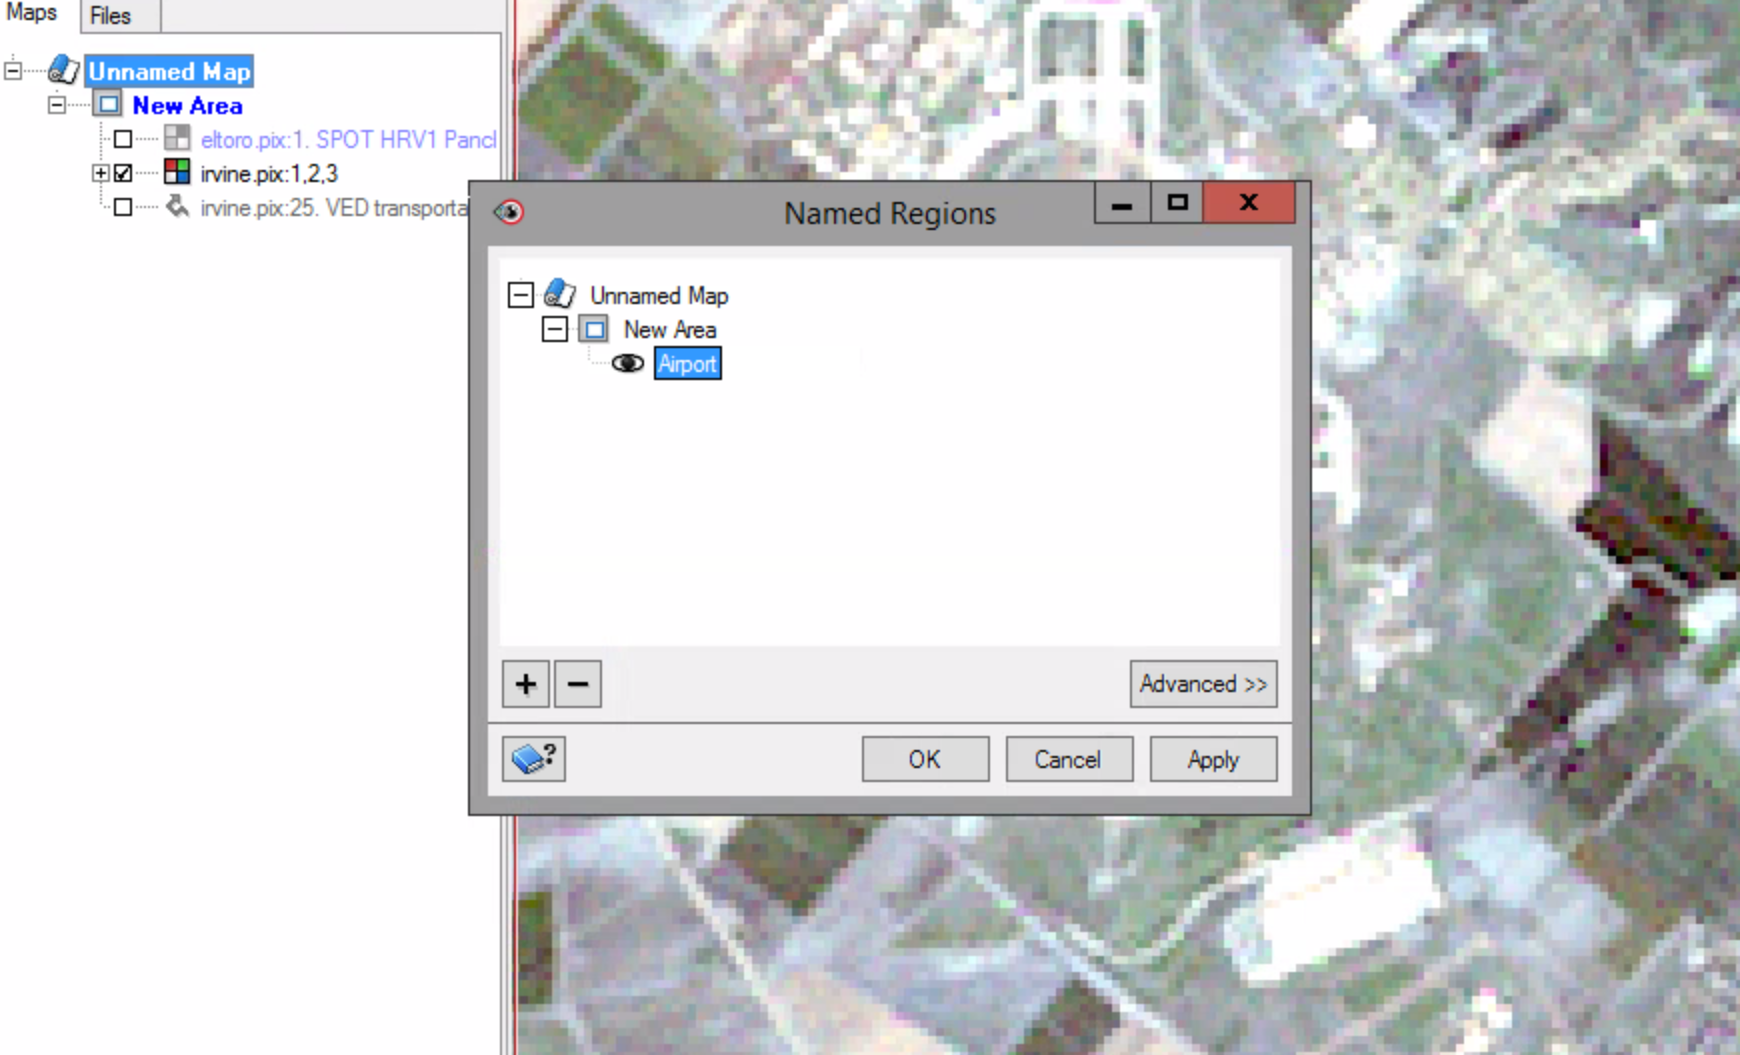 Maps Files
Unnamed Map
New Area
eltoro.pix:1. SPOT HRV1 Pancl
irvine.pix:1,2,3
irvine.pix:25. VED transporta
Named Regions
Unnamed Map
New Area
Airport
Advanced >>
OK Cancel Apply